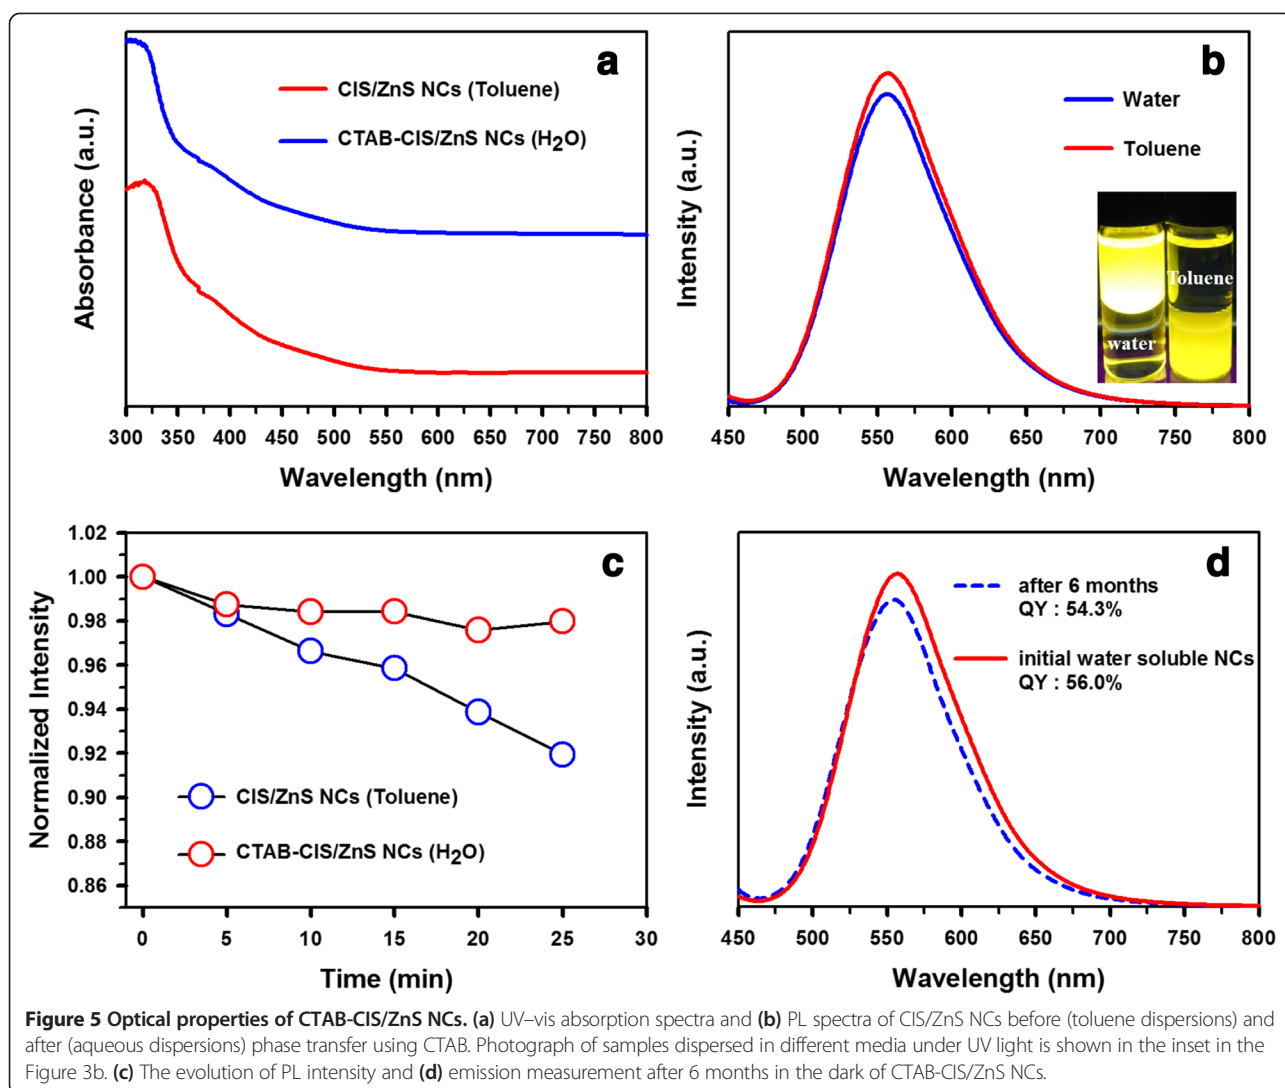 a
CIS/ZnS NCs (Toluene)
CTAB-CIS/ZnS NCs (H₂O)
Absorbance (a.u.)
300 350 400 450 500 550 600 650 700 750 800
Wavelength (nm)
b
Water
Toluene
Toluene
water
Intensity (a.u.)
450 500 550 600 650 700 750 800
Wavelength (nm)
c
1.02
1.00
0.98
0.96
0.94
0.92
0.90
0.88
0.86
Normalized Intensity
CIS/ZnS NCs (Toluene)
CTAB-CIS/ZnS NCs (H₂O)
0 5 10 15 20 25 30
Time (min)
d
after 6 months
QY : 54.3%
initial water soluble NCs
QY : 56.0%
Intensity (a.u.)
450 500 550 600 650 700 750 800
Wavelength (nm)
Figure 5 Optical properties of CTAB-CIS/ZnS NCs. (a) UV–vis absorption spectra and (b) PL spectra of CIS/ZnS NCs before (toluene dispersions) and
after (aqueous dispersions) phase transfer using CTAB. Photograph of samples dispersed in different media under UV light is shown in the inset in the
Figure 3b. (c) The evolution of PL intensity and (d) emission measurement after 6 months in the dark of CTAB-CIS/ZnS NCs.